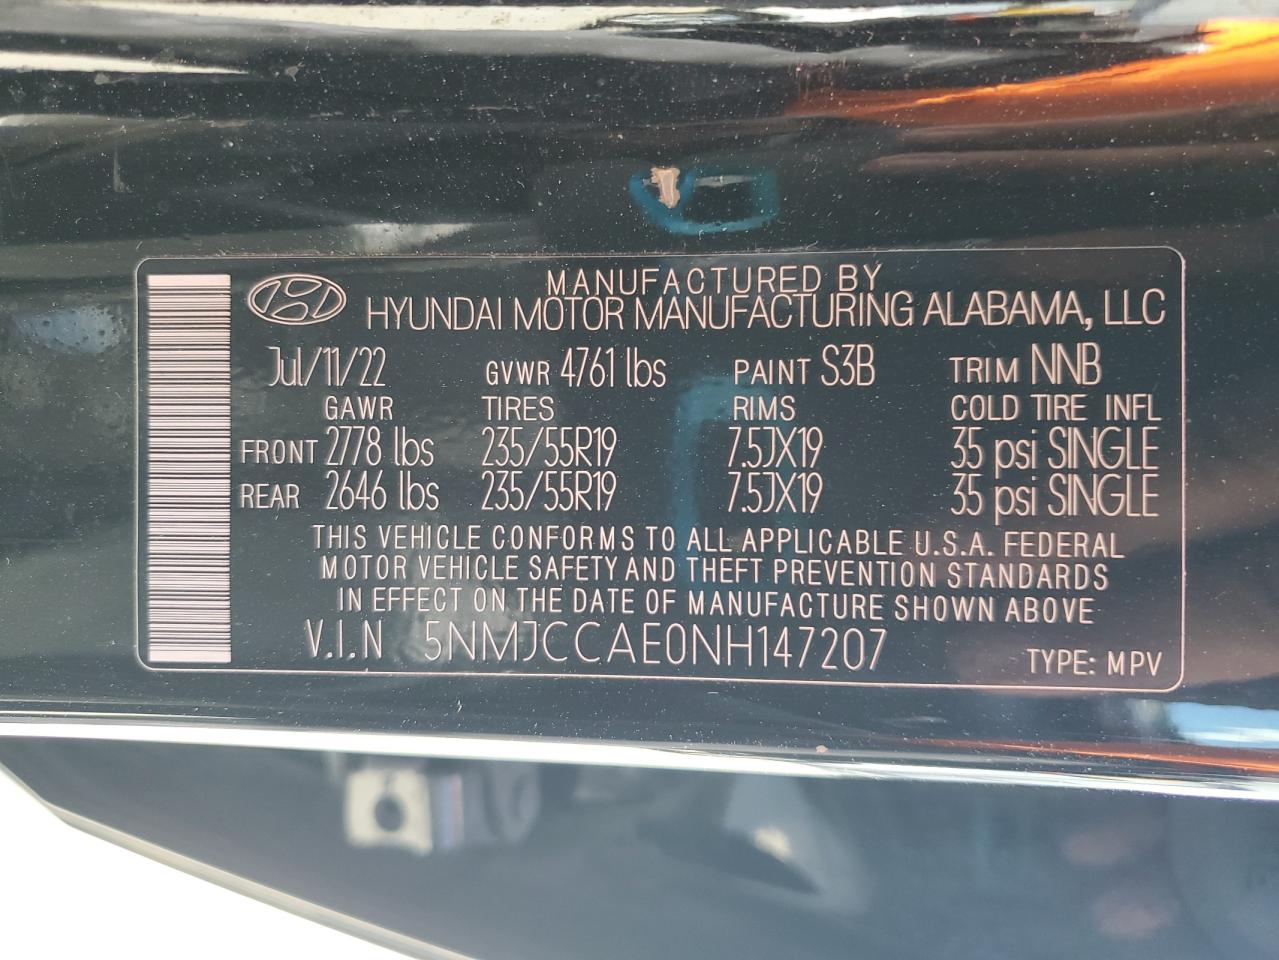 MANUFACTURED BY
HYUNDAI MOTOR MANUFACTURING ALABAMA, LLC
Jul/11/22 GVWR 4761 lbs PAINT S3B TRIM NNB
GAWR TIRES RIMS COLD TIRE INFL
FRONT 2778 lbs 235/55R19 7.5JX19 35 psi SINGLE
REAR 2646 lbs 235/55R19 7.5JX19 35 psi SINGLE
THIS VEHICLE CONFORMS TO ALL APPLICABLE U.S.A. FEDERAL
MOTOR VEHICLE SAFETY AND THEFT PREVENTION STANDARDS
IN EFFECT ON THE DATE OF MANUFACTURE SHOWN ABOVE
V.I.N 5NMJCCAE0NH147207 TYPE: MPV